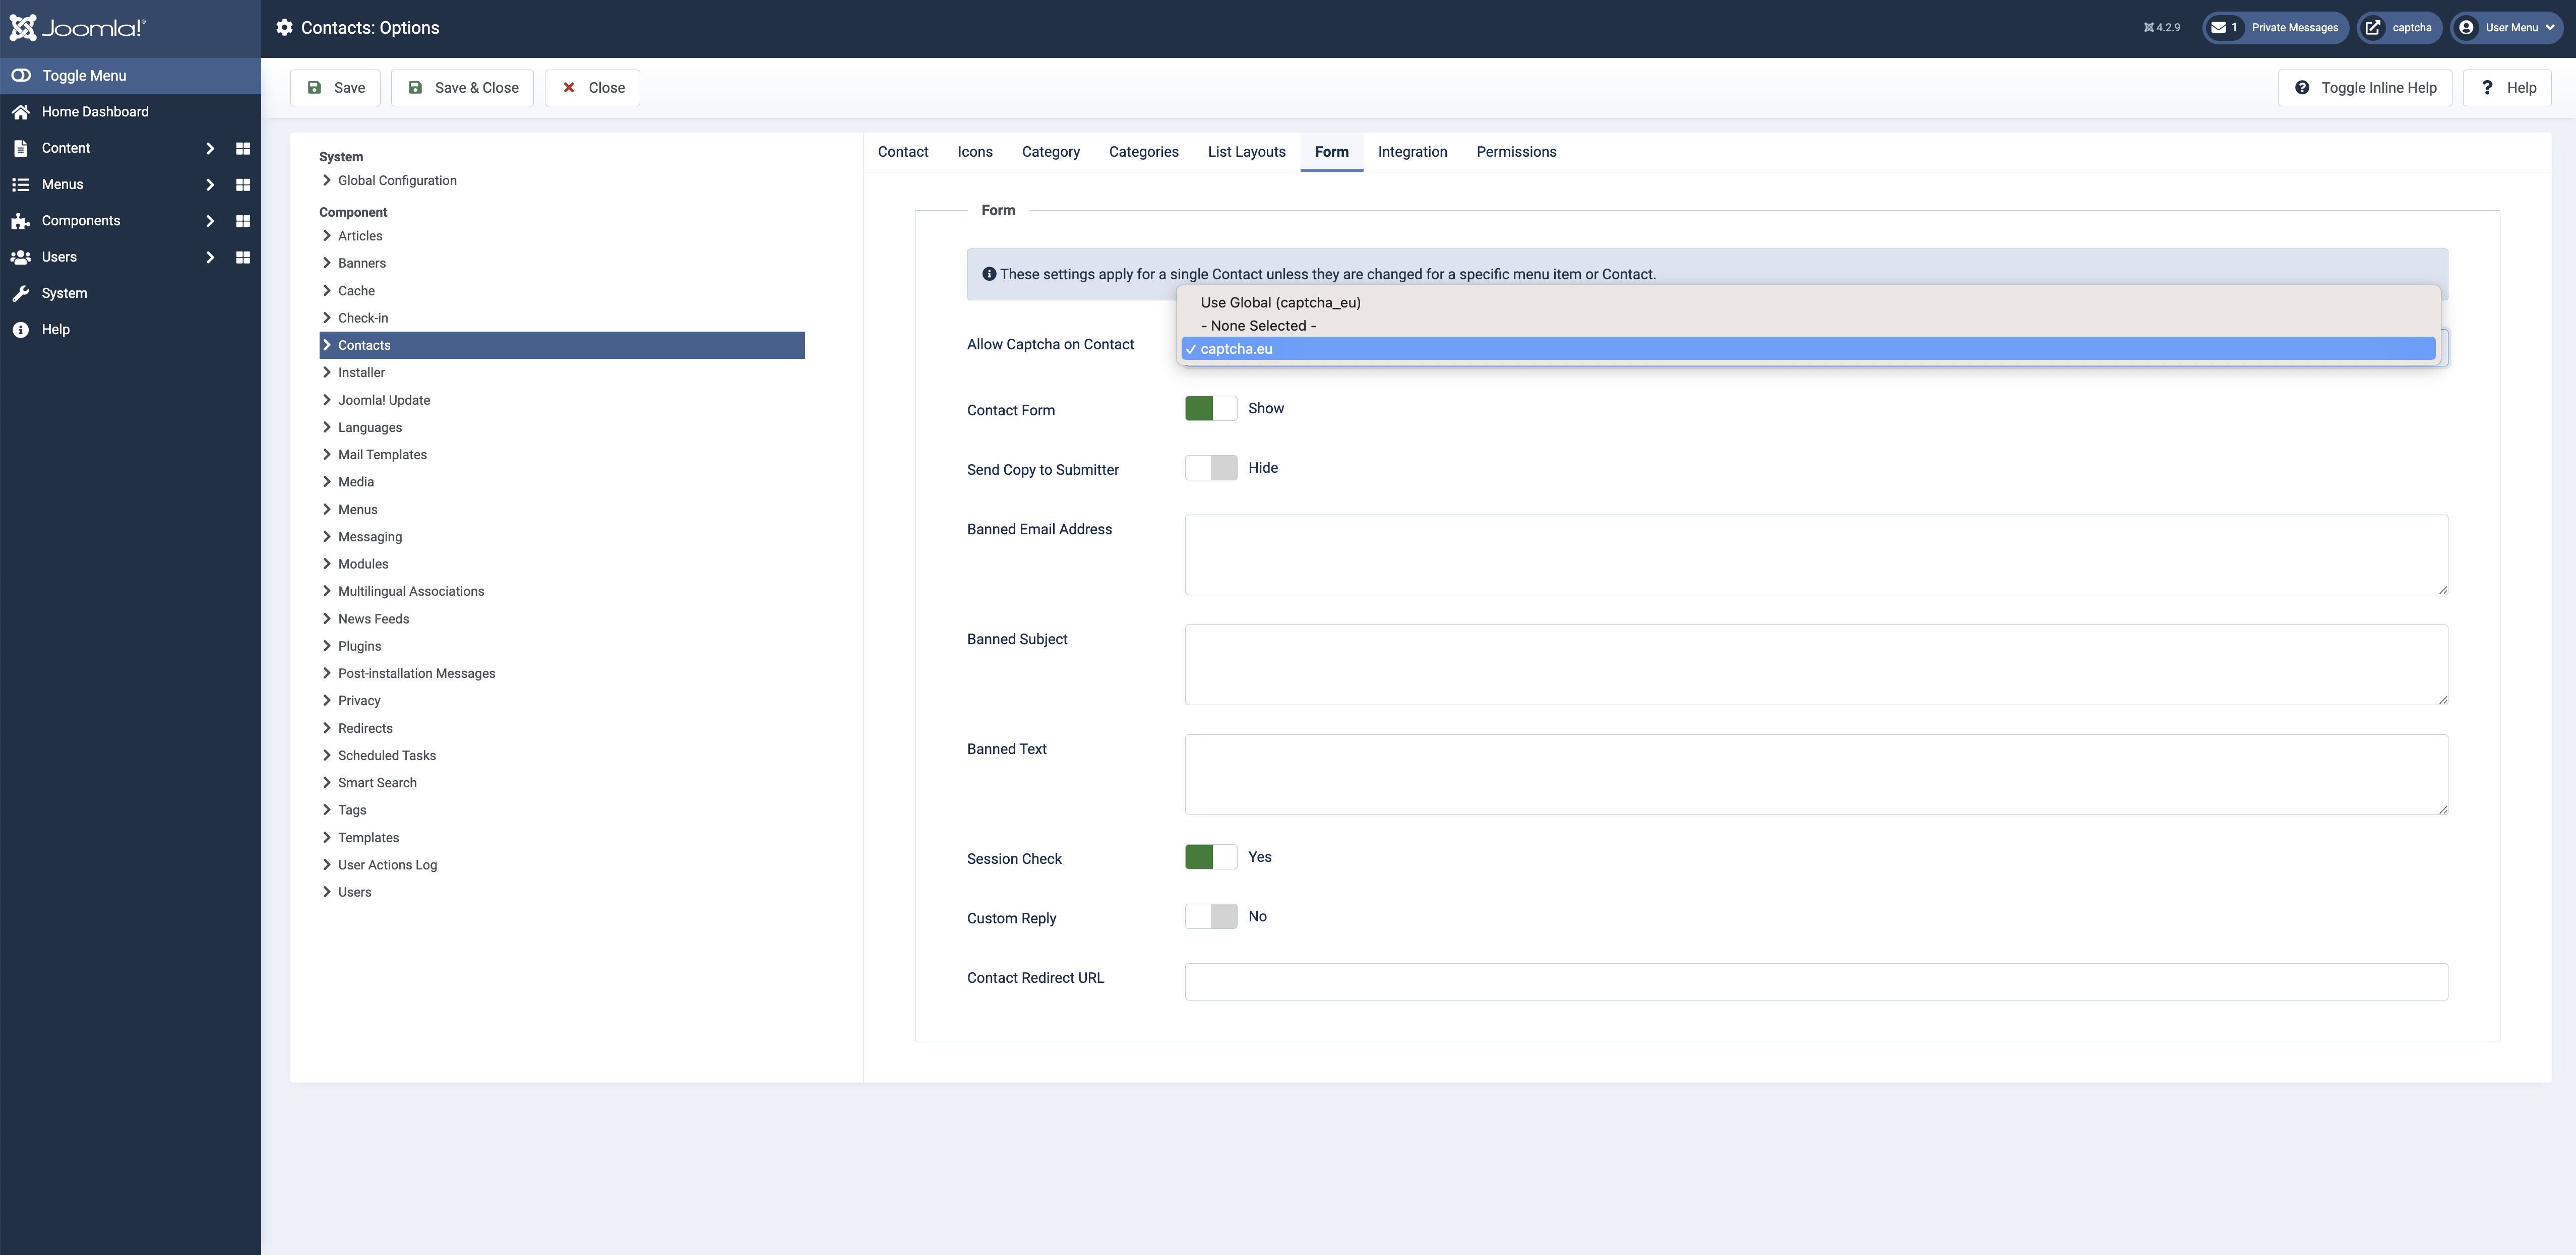 Joomla!®
Contacts: Options
4.2.9
1 Private Messages
captcha
User Menu
Toggle Menu
Home Dashboard
Content
Menus
Components
Users
System
Help
Save
Save & Close
Close
Toggle Inline Help
Help
System
Global Configuration
Component
Articles
Banners
Cache
Check-in
Contacts
Installer
Joomla! Update
Languages
Mail Templates
Media
Menus
Messaging
Modules
Multilingual Associations
News Feeds
Plugins
Post-installation Messages
Privacy
Redirects
Scheduled Tasks
Smart Search
Tags
Templates
User Actions Log
Users
Contact Icons Category Categories List Layouts Form Integration Permissions
Form
These settings apply for a single Contact unless they are changed for a specific menu item or Contact.
Use Global (captcha_eu)
- None Selected -
Allow Captcha on Contact
captcha.eu
Contact Form Show
Send Copy to Submitter Hide
Banned Email Address
Banned Subject
Banned Text
Session Check Yes
Custom Reply No
Contact Redirect URL